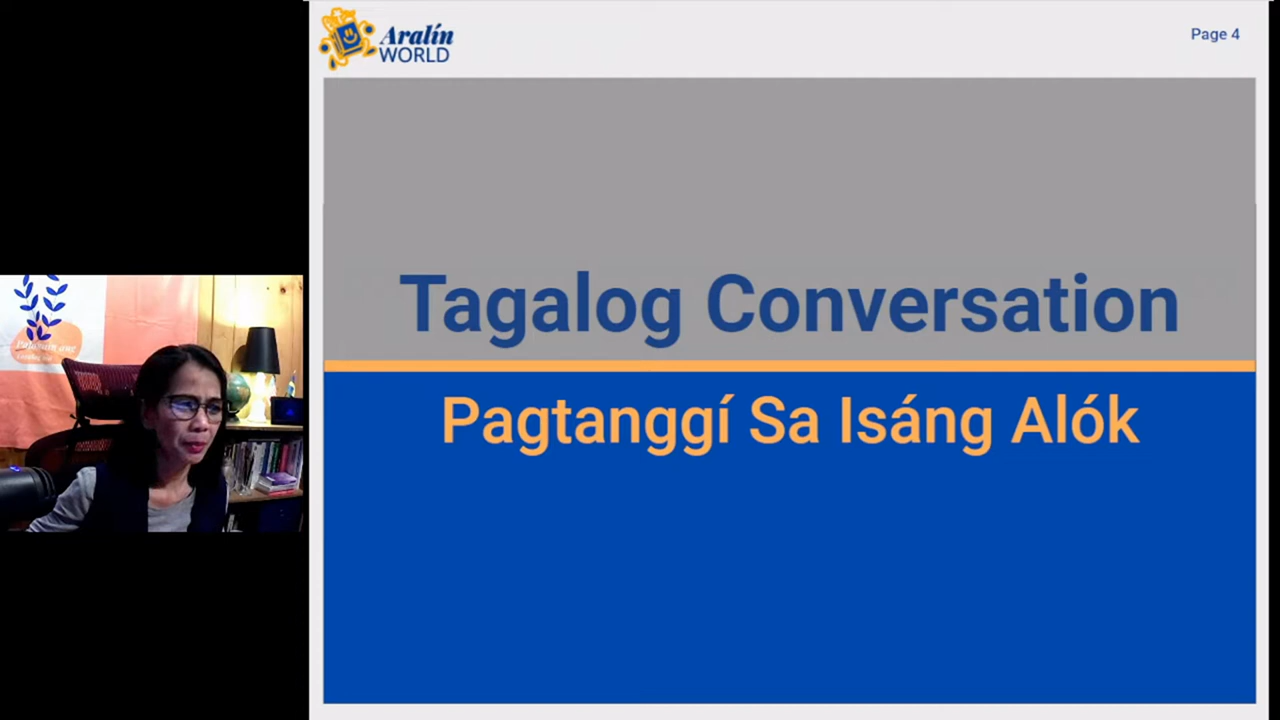 Aralín
WORLD
Page 4
Tagalog Conversation
Pagtanggí Sa Isáng Alók